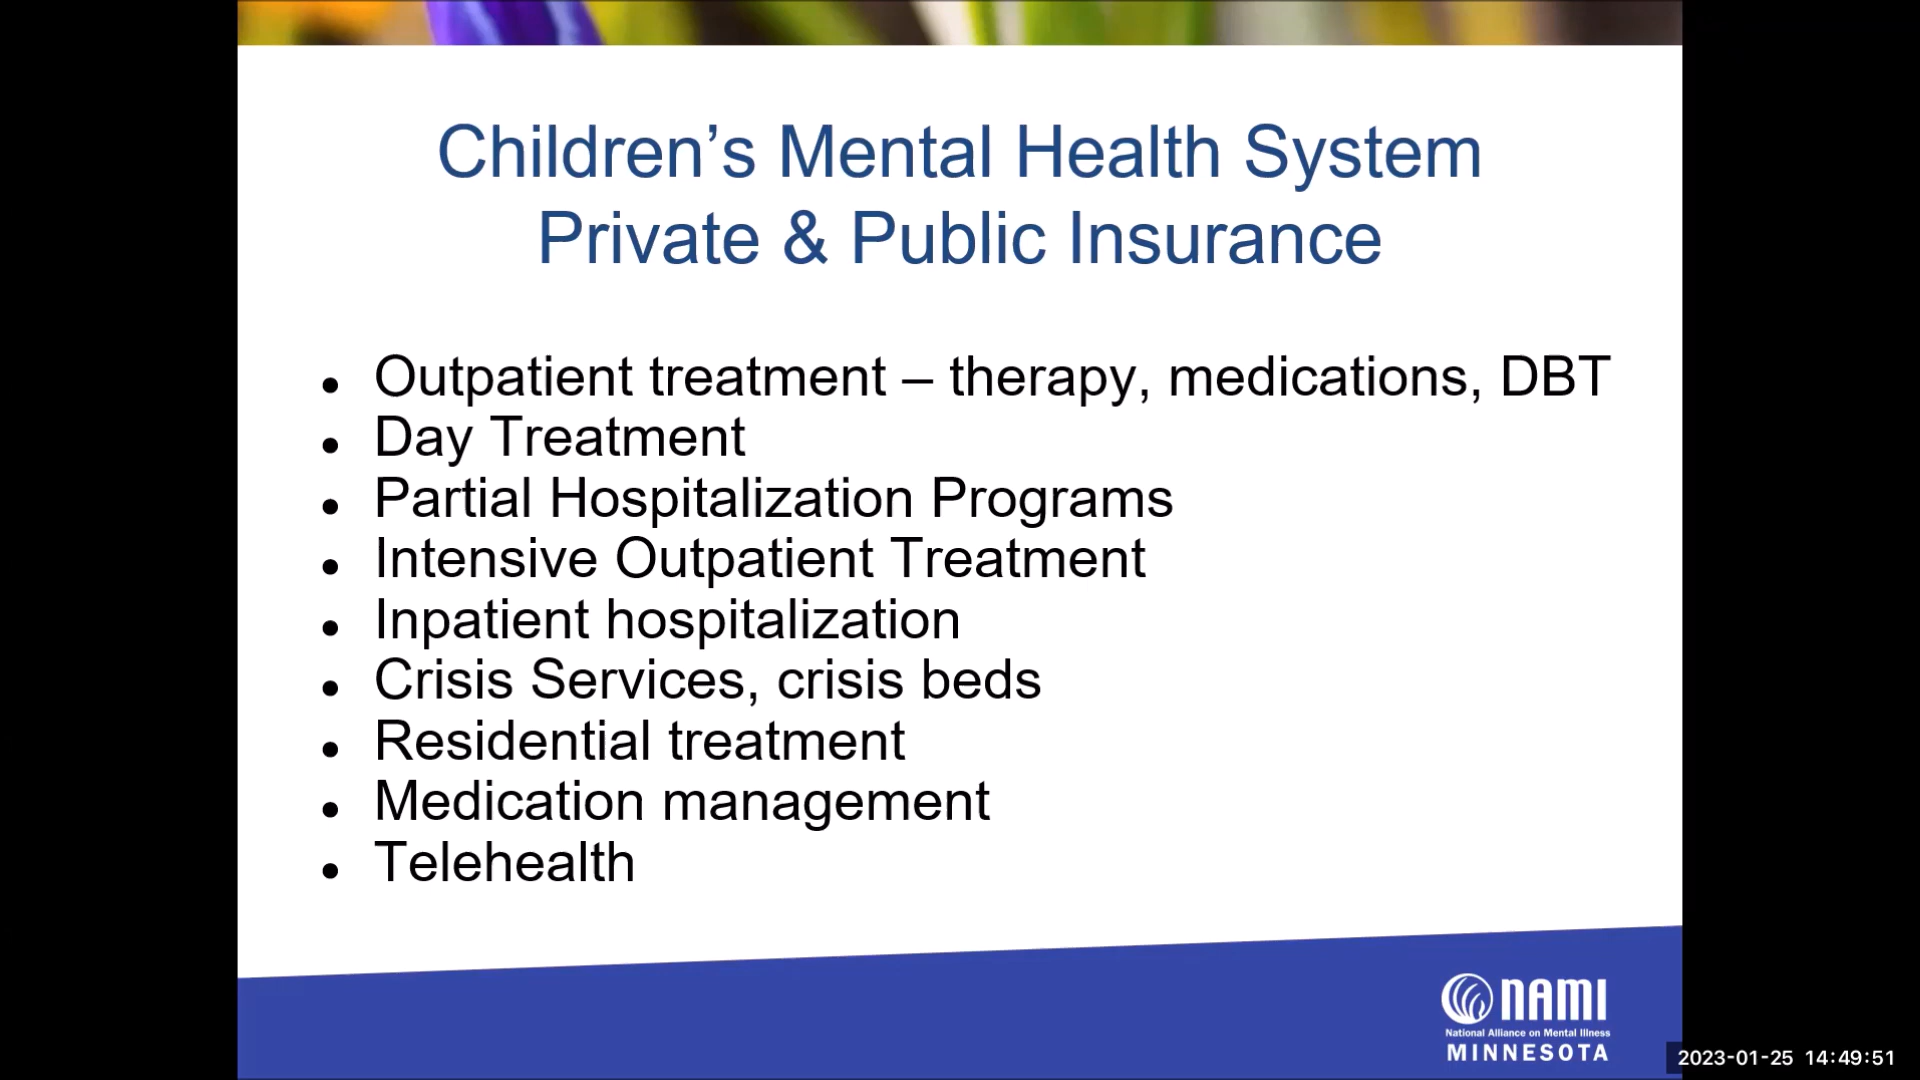 Children’s Mental Health System
Private & Public Insurance
• Outpatient treatment – therapy, medications, DBT
• Day Treatment
• Partial Hospitalization Programs
• Intensive Outpatient Treatment
• Inpatient hospitalization
• Crisis Services, crisis beds
• Residential treatment
• Medication management
• Telehealth
NAMI
National Alliance on Mental Illness
MINNESOTA
2023-01-25 14:49:51